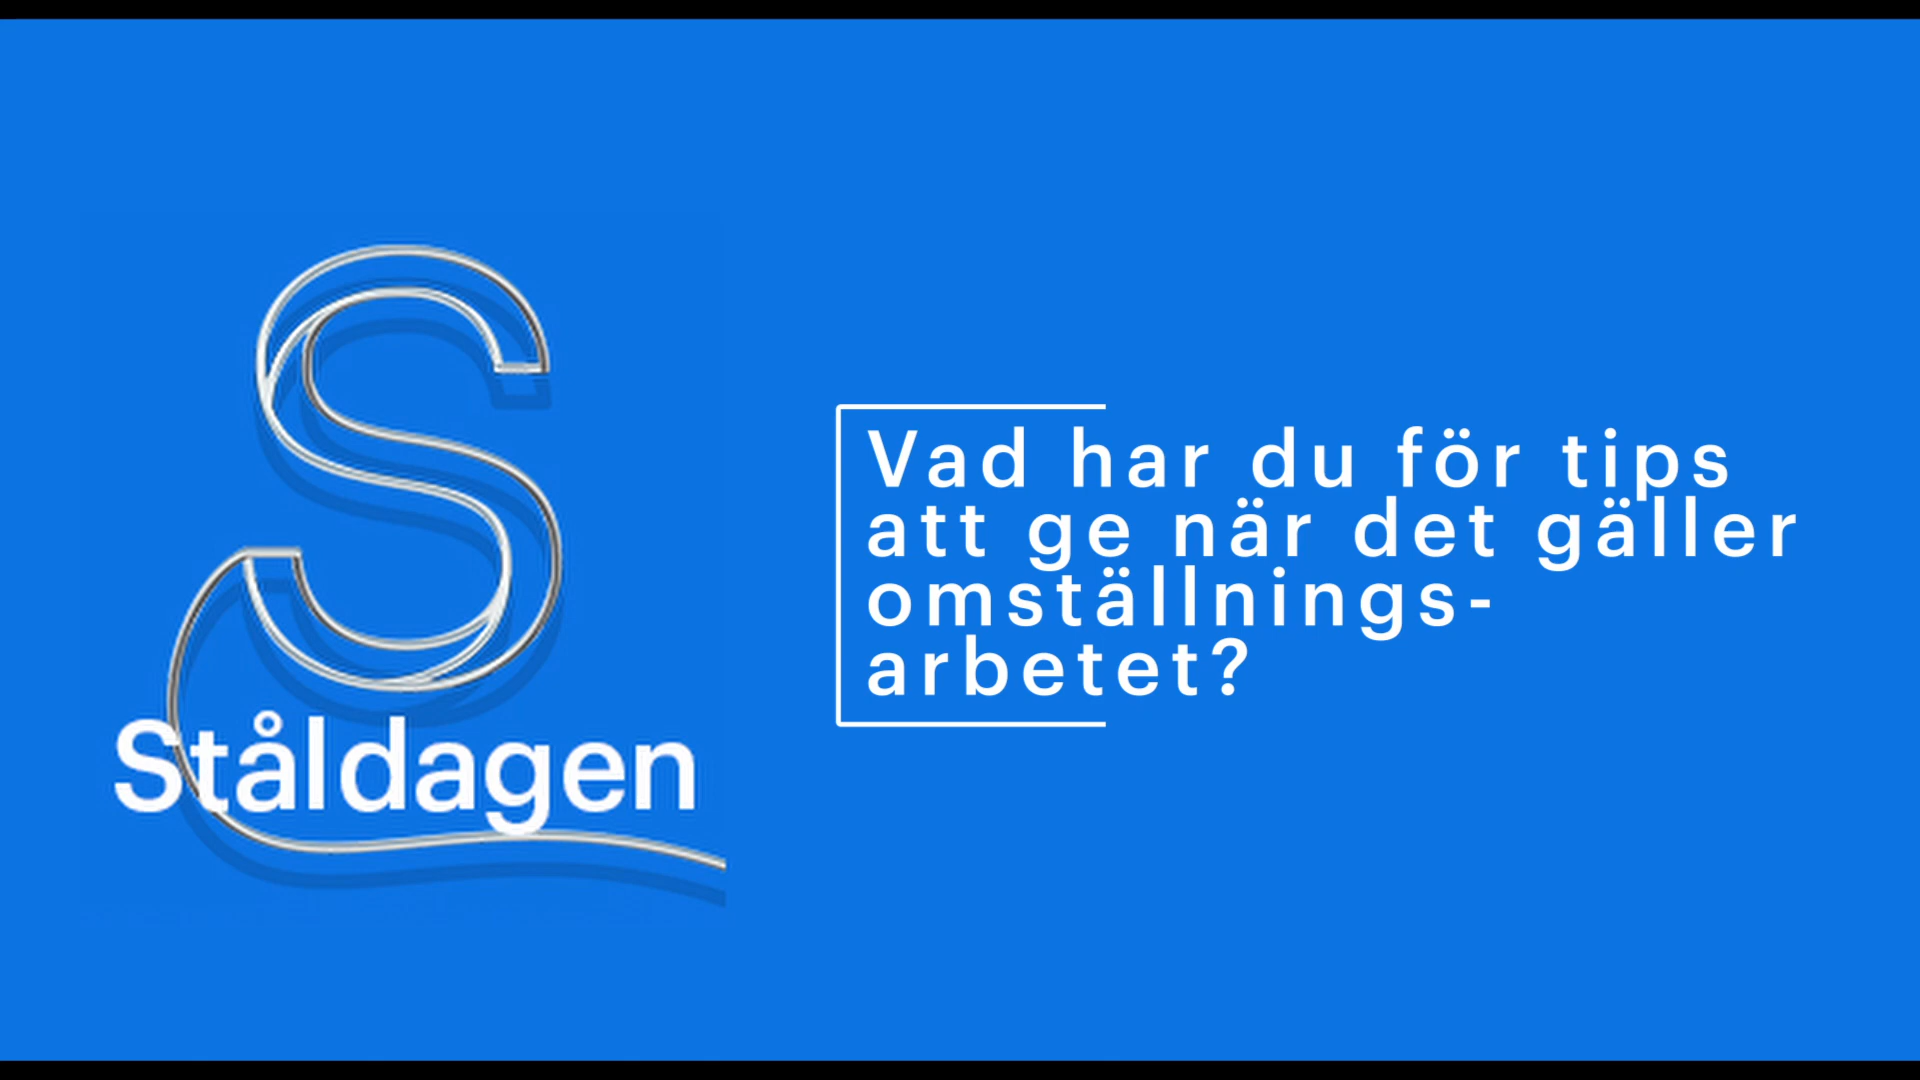 S
Ståldagen
Vad har du för tips
att ge när det gäller
omställnings-
arbetet?